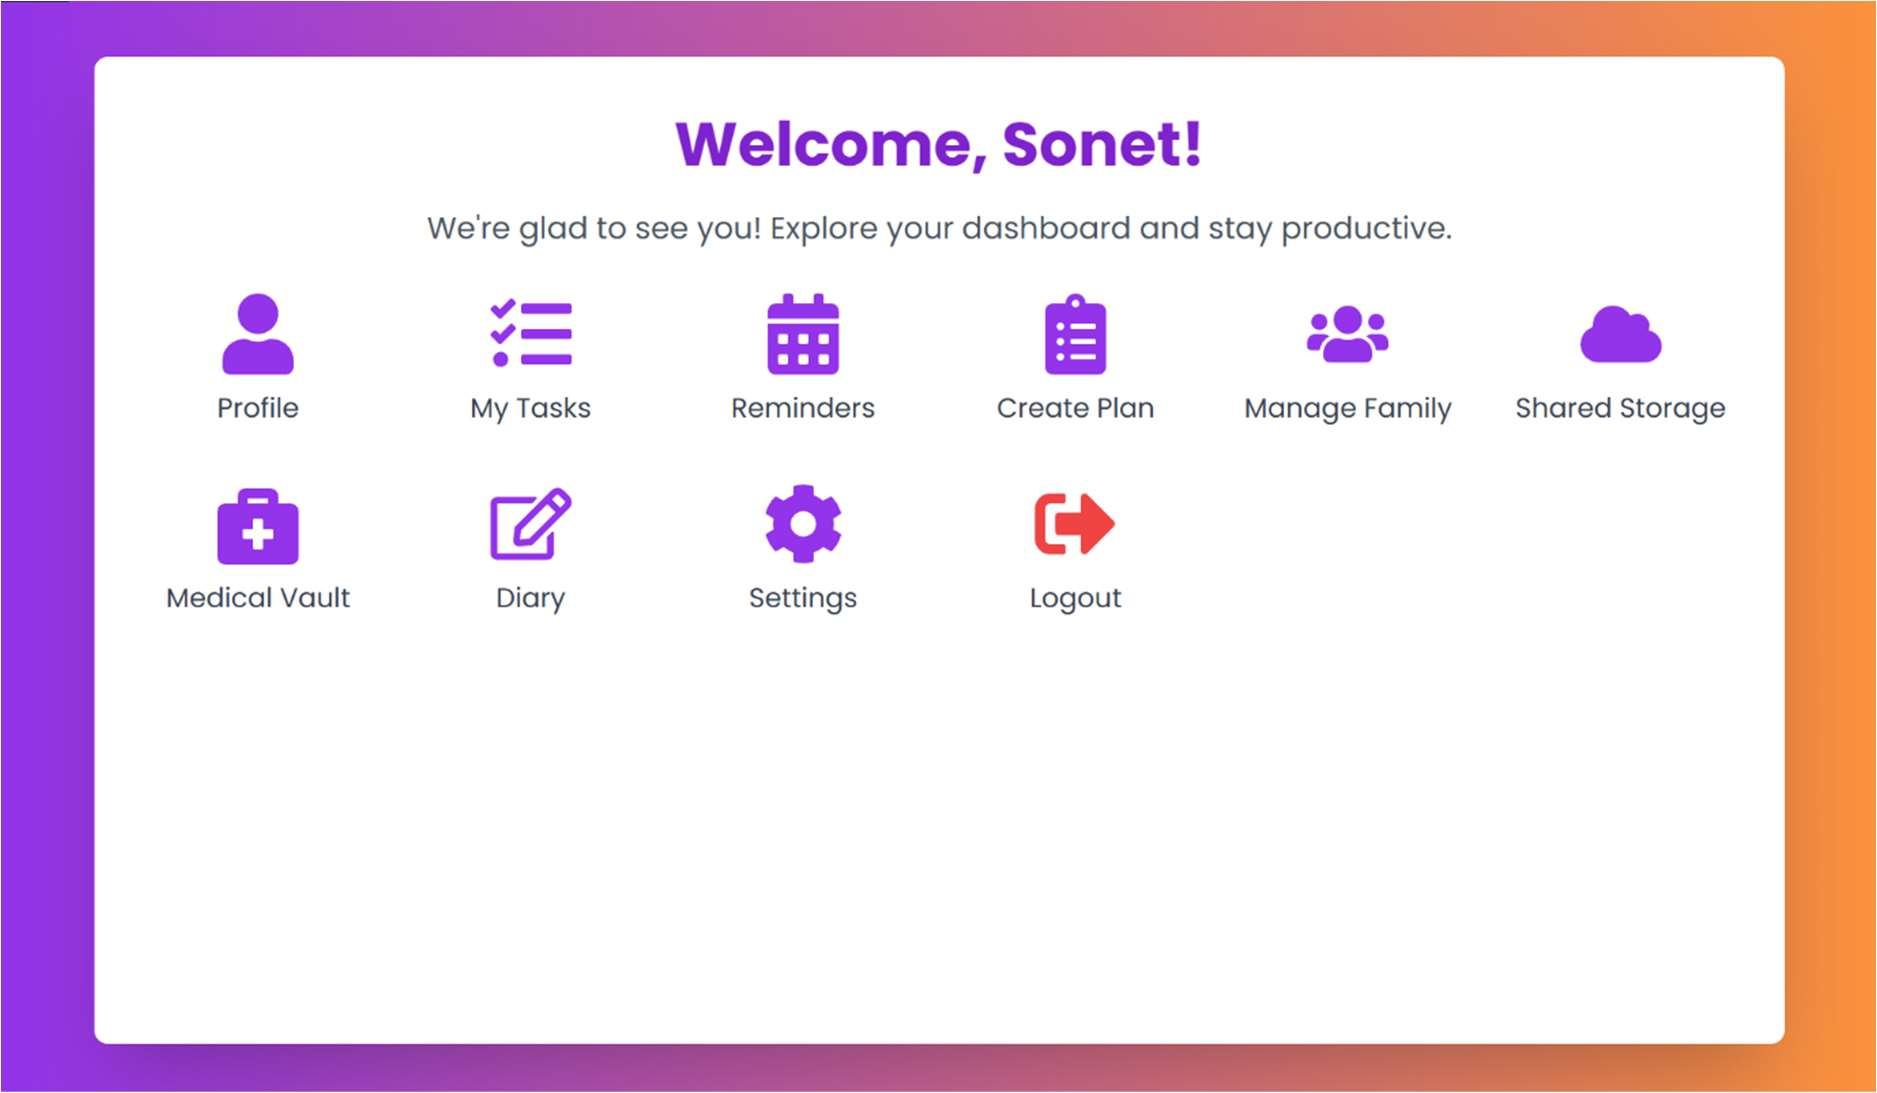 Welcome, Sonet!
We're glad to see you! Explore your dashboard and stay productive.
Profile My Tasks Reminders Create Plan Manage Family Shared Storage
Medical Vault Diary Settings Logout